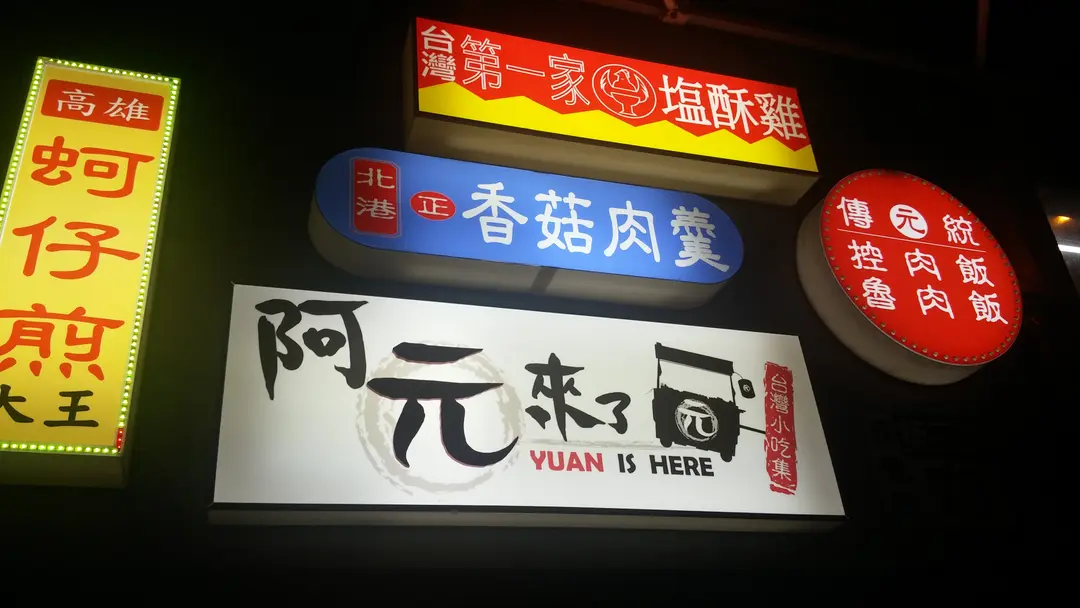 高雄
蚵仔煎
大王
台灣第一家塩酥雞
北港
正
香菇肉羹
傳元統
控肉飯
魯肉飯
阿元來了
YUAN IS HERE
元
台灣小吃集